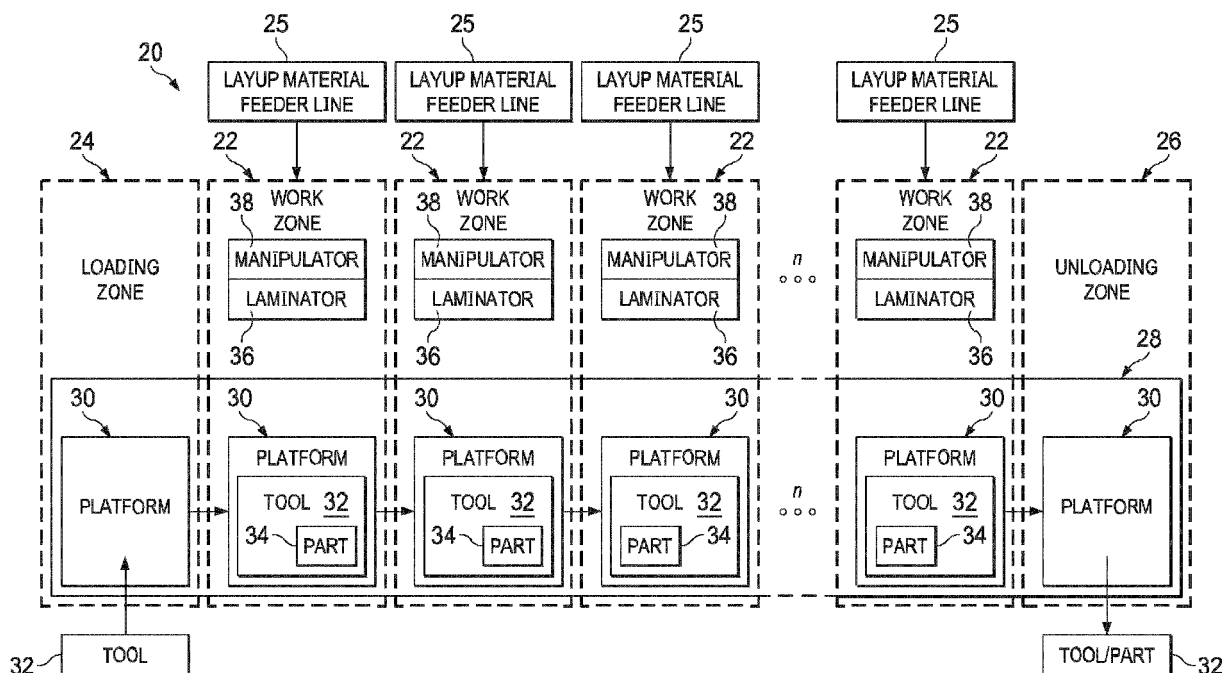 20
25 25 25 25
LAYUP MATERIAL FEEDER LINE
LAYUP MATERIAL FEEDER LINE
LAYUP MATERIAL FEEDER LINE
LAYUP MATERIAL FEEDER LINE
24 22 22 22 22 26
LOADING
ZONE
WORK
ZONE
38
MANIPULATOR
LAMINATOR
36
WORK
ZONE
38
MANIPULATOR
LAMINATOR
36
WORK
ZONE
38
MANIPULATOR
LAMINATOR
36
n
WORK
ZONE
38
MANIPULATOR
LAMINATOR
36
UNLOADING
ZONE
28
30 30 30 30 30 30
PLATFORM
PLATFORM
TOOL 32
34 PART
PLATFORM
TOOL 32
34 PART
PLATFORM
TOOL 32
PART 34
n
PLATFORM
TOOL 32
PART 34
PLATFORM
32 TOOL
TOOL/PART 32